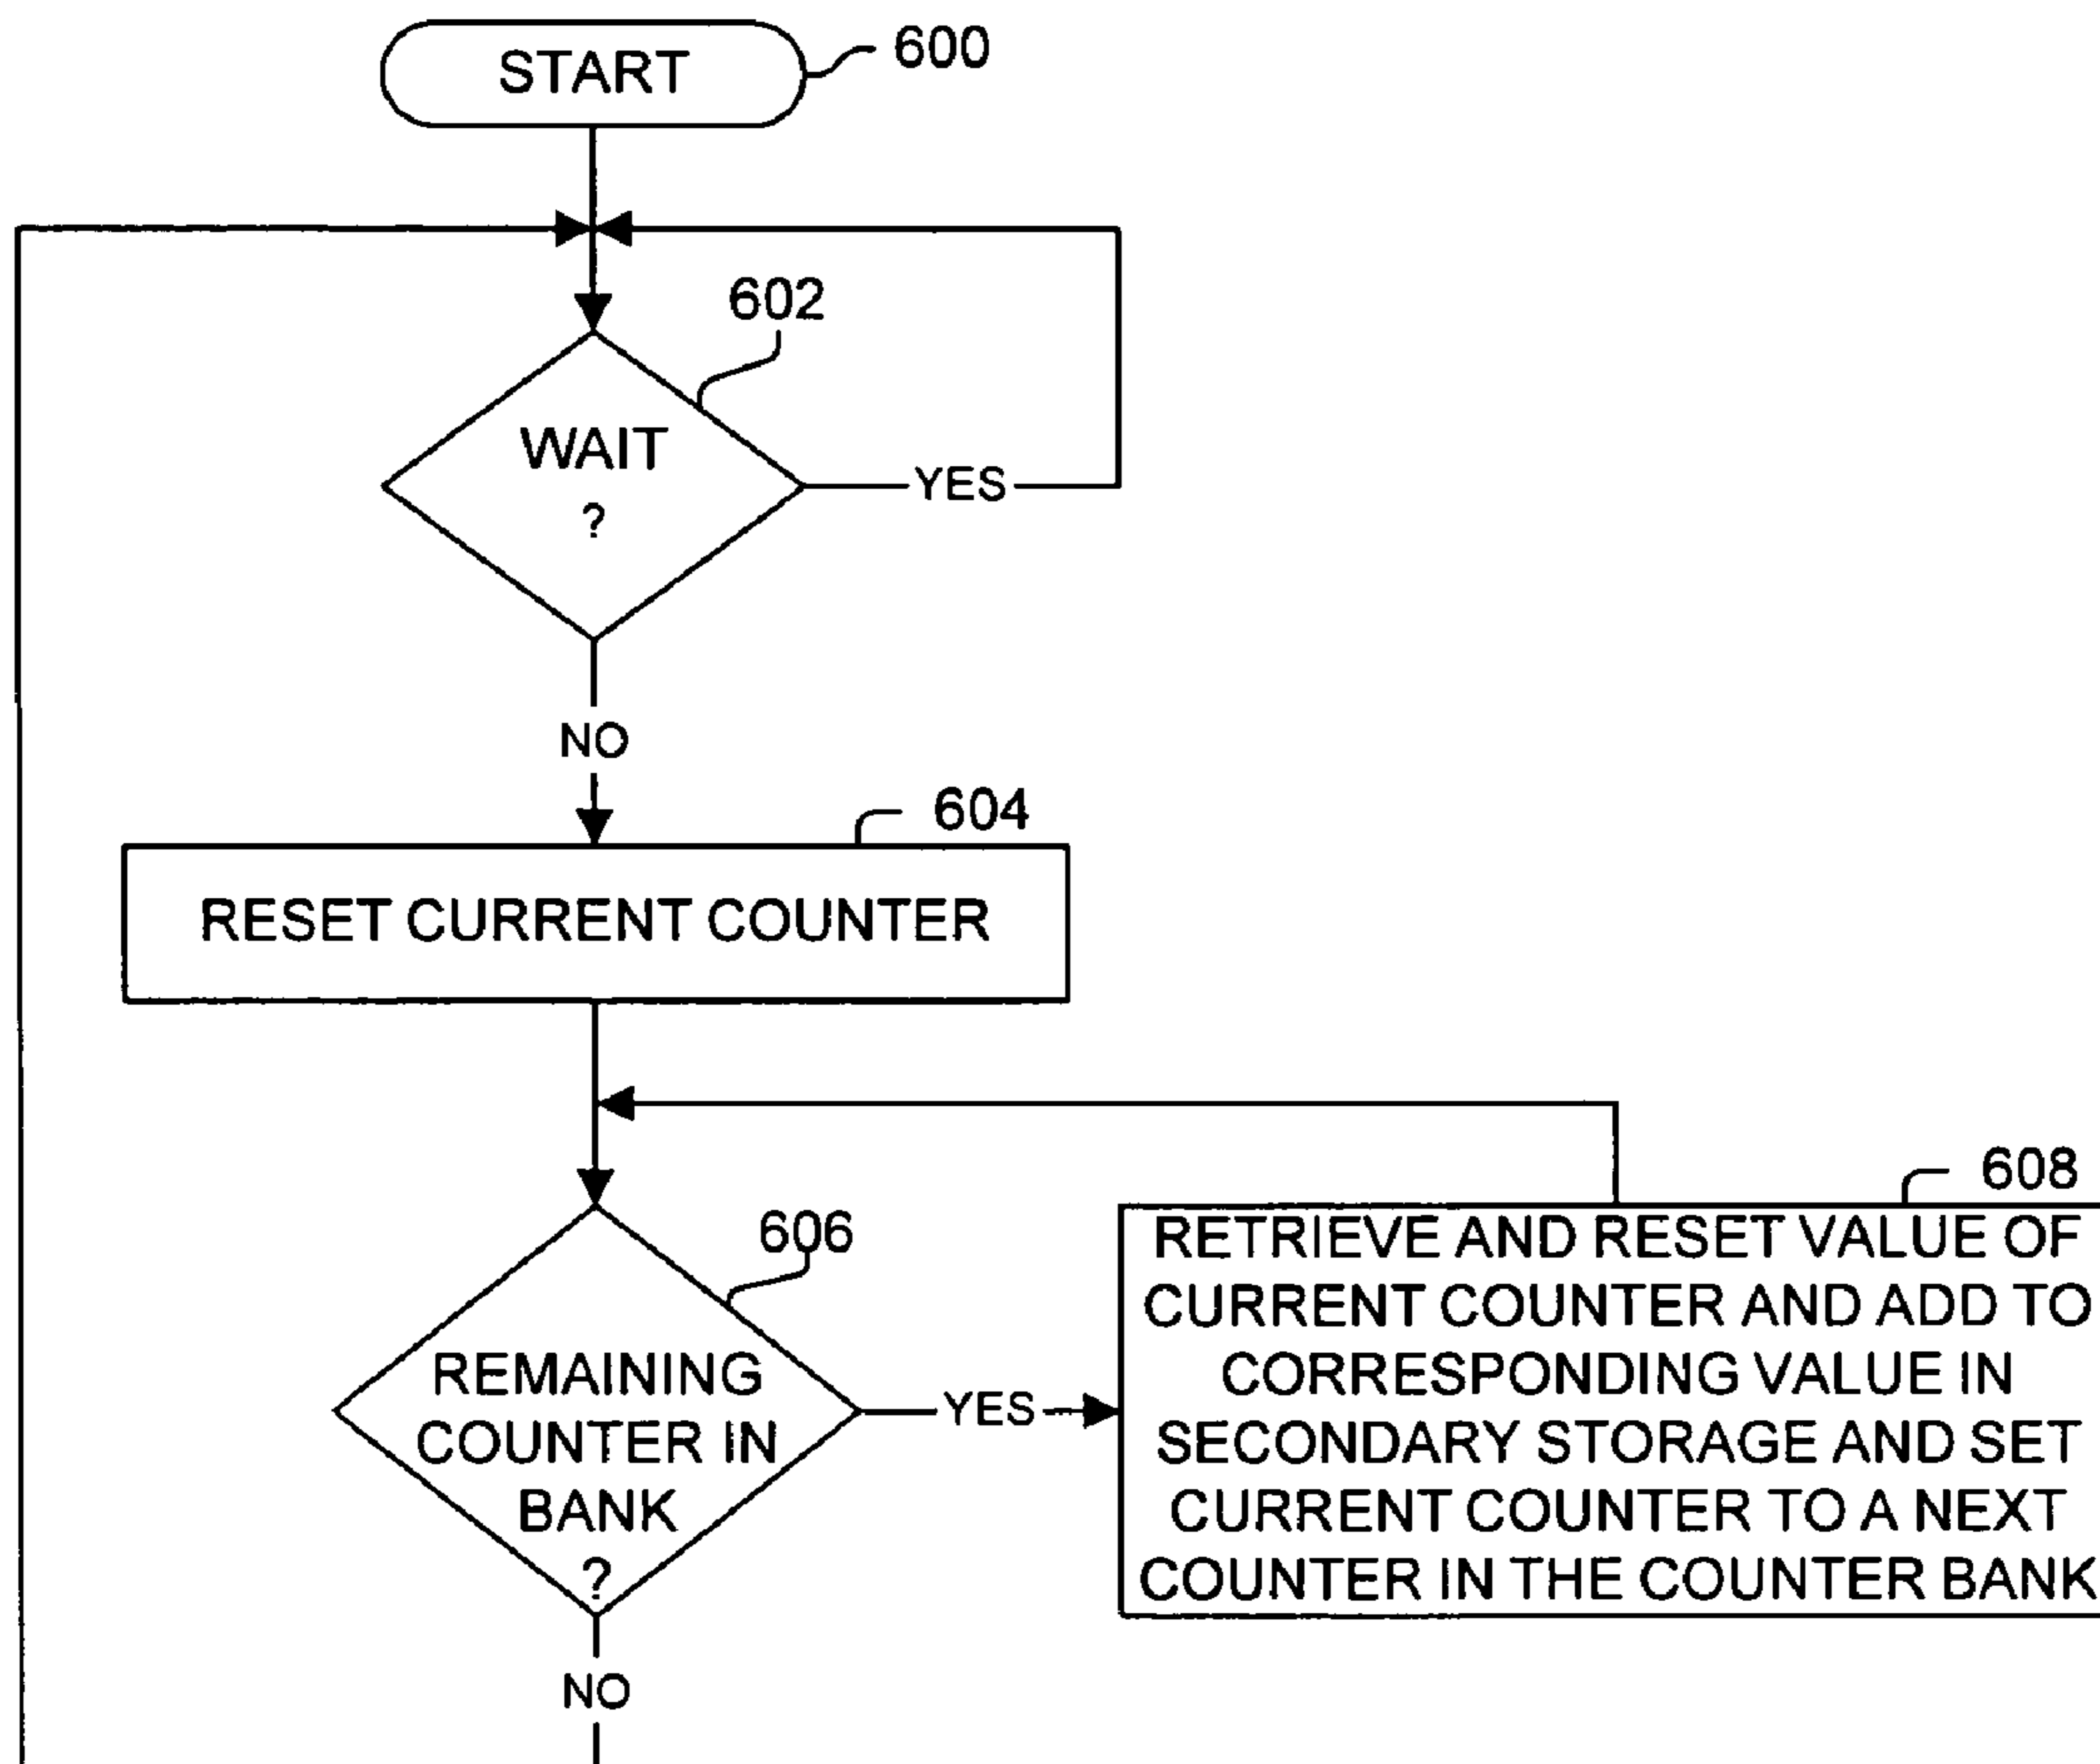 START
600
602
WAIT
?
YES
NO
604
RESET CURRENT COUNTER
606
REMAINING
COUNTER IN
BANK
?
YES
NO
608
RETRIEVE AND RESET VALUE OF
CURRENT COUNTER AND ADD TO
CORRESPONDING VALUE IN
SECONDARY STORAGE AND SET
CURRENT COUNTER TO A NEXT
COUNTER IN THE COUNTER BANK